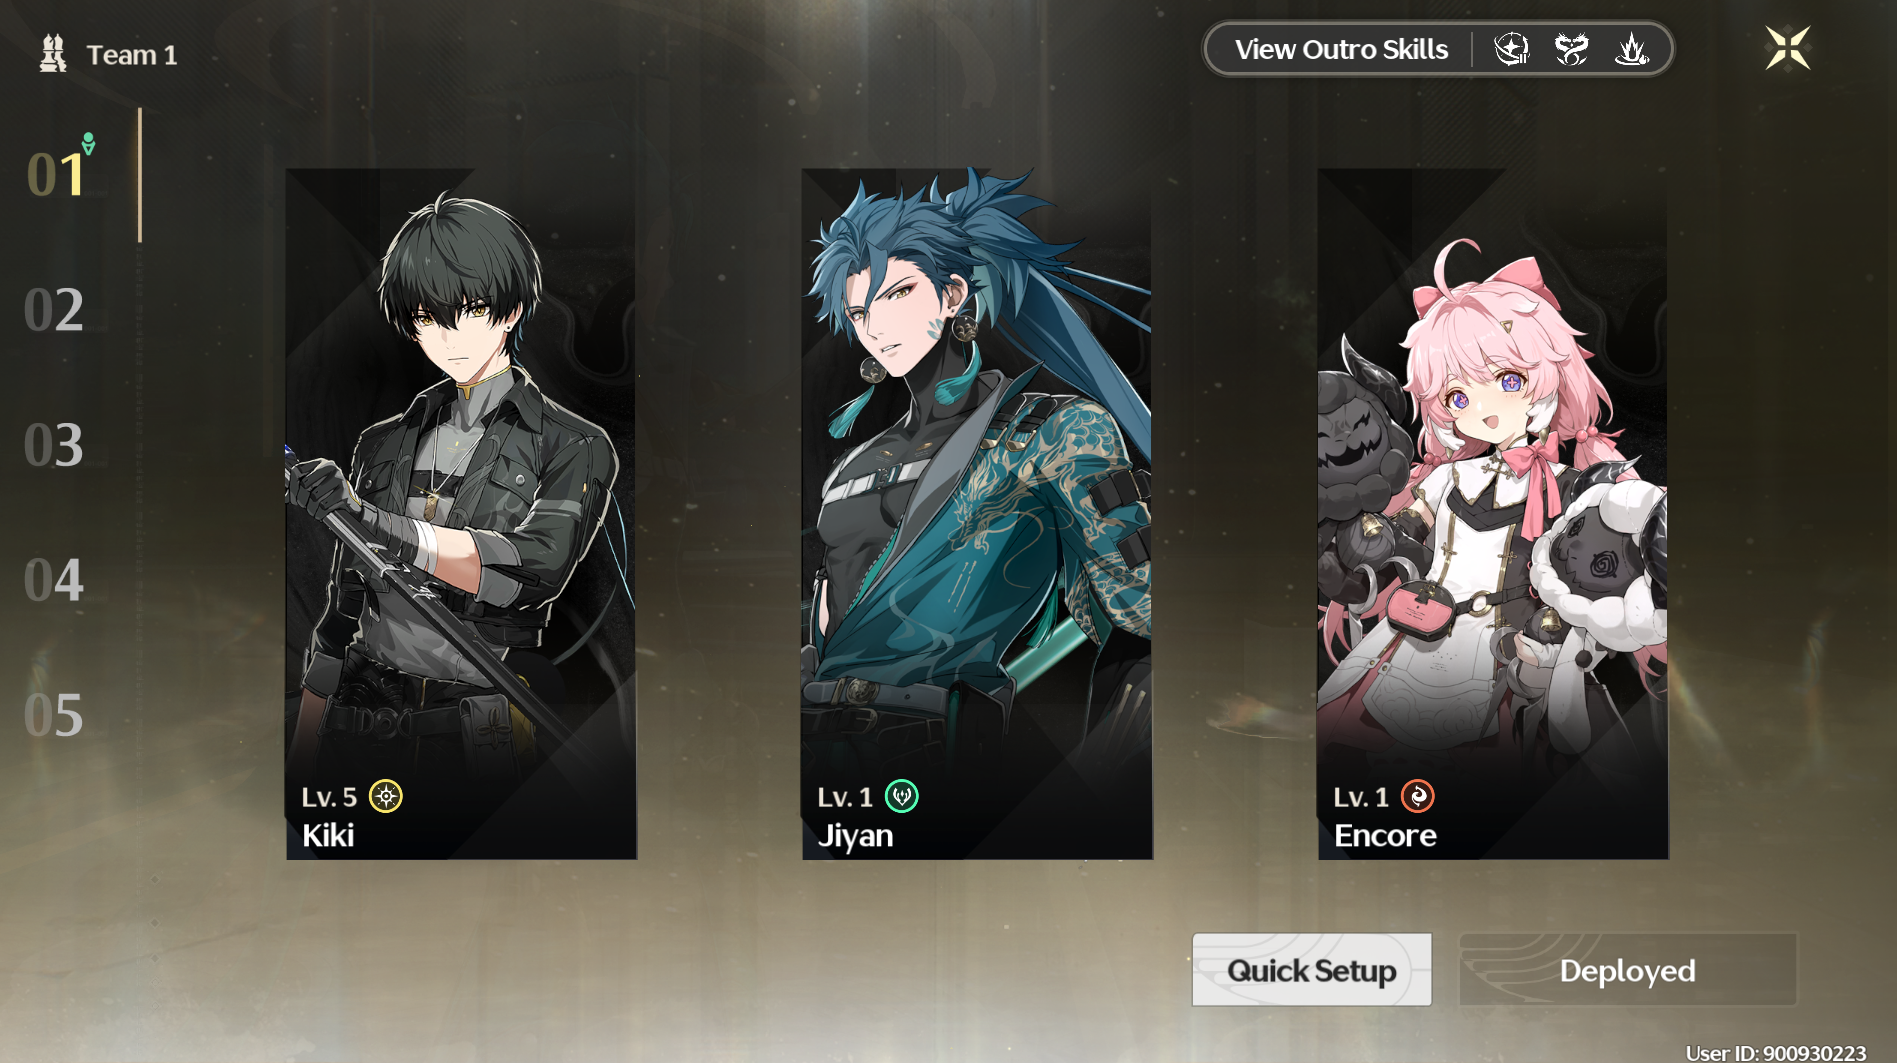 Team 1
View Outro Skills
01
02
03
04
05
Lv. 5
Kiki
Lv. 1
Jiyan
Lv. 1
Encore
Quick Setup
Deployed
User ID: 900930223